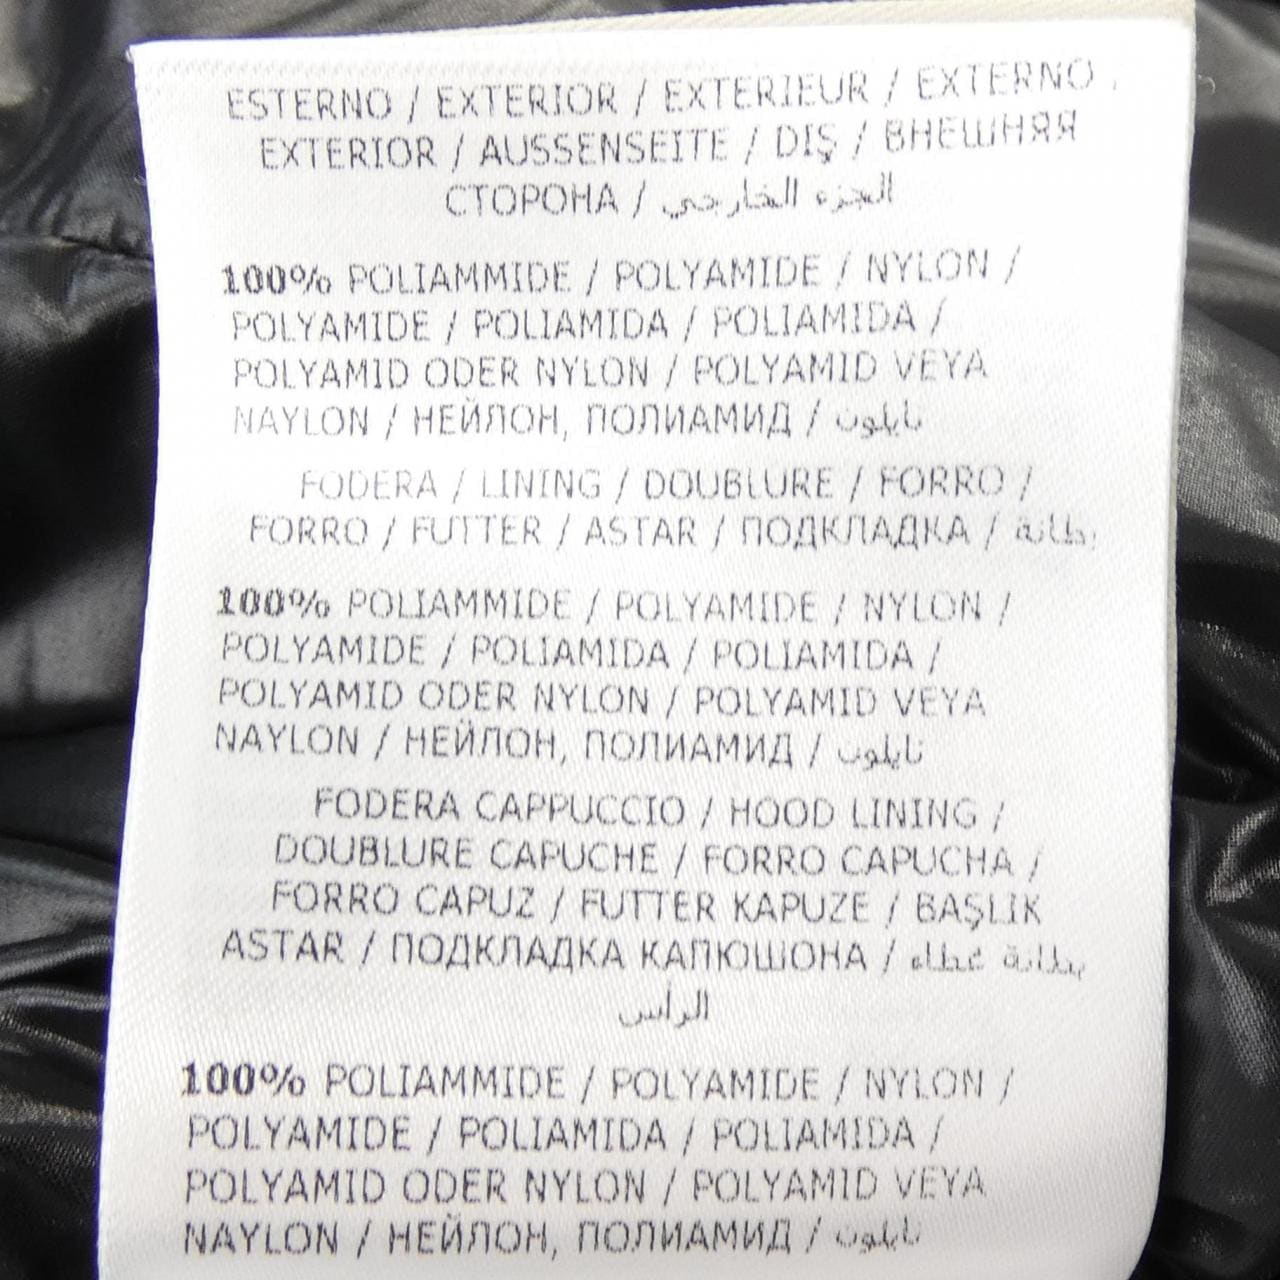 ESTERNO / EXTERIOR / EXTERIEUR / EXTERNO /
EXTERIOR / AUSSENSEITE / DIŞ / ВНЕШНЯЯ
СТОРОНА / الجزء الخارجي
100% POLIAMMIDE / POLYAMIDE / NYLON /
POLYAMIDE / POLIAMIDA / POLIAMIDA /
POLYAMID ODER NYLON / POLYAMID VEYA
NAYLON / НЕЙЛОН, ПОЛИАМИД / نايلون
FODERA / LINING / DOUBLURE / FORRO /
FORRO / FUTTER / ASTAR / ПОДКЛАДКА / بطانة
100% POLIAMMIDE / POLYAMIDE / NYLON /
POLYAMIDE / POLIAMIDA / POLIAMIDA /
POLYAMID ODER NYLON / POLYAMID VEYA
NAYLON / НЕЙЛОН, ПОЛИАМИД / نايلون
FODERA CAPPUCCIO / HOOD LINING /
DOUBLURE CAPUCHE / FORRO CAPUCHA /
FORRO CAPUZ / FUTTER KAPUZE / BAŞLIK
ASTAR / ПОДКЛАДКА КАПЮШОНА / بطانة غطاء
الرأس
100% POLIAMMIDE / POLYAMIDE / NYLON /
POLYAMIDE / POLIAMIDA / POLIAMIDA /
POLYAMID ODER NYLON / POLYAMID VEYA
NAYLON / НЕЙЛОН, ПОЛИАМИД / نايلون